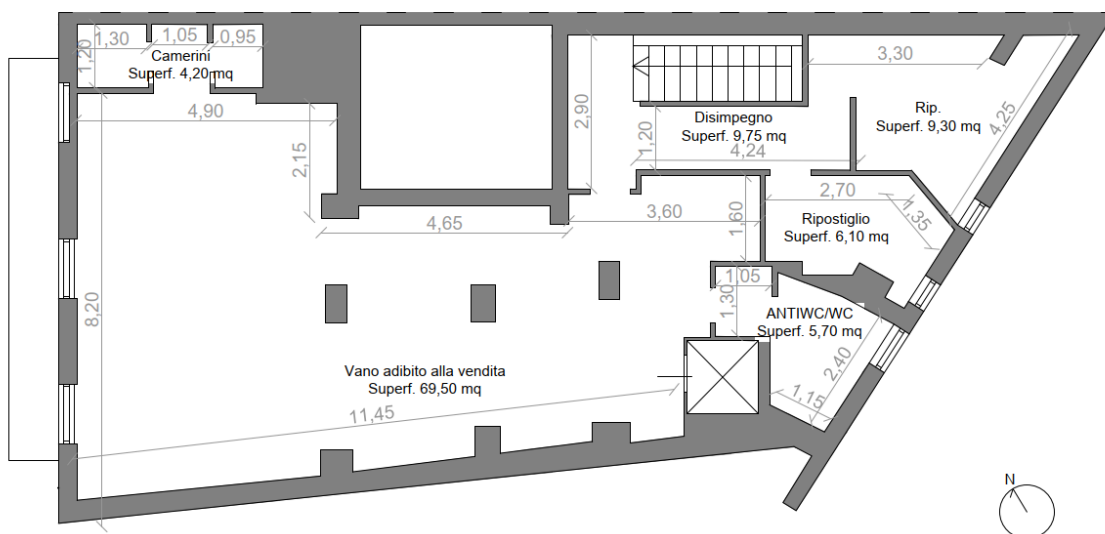 1,30
1,05
0,95
1,20
Camerini
Superf. 4,20 mq
4,90
2,15
2,90
3,30
Disimpegno
Superf. 9,75 mq
1,20
4,24
Rip.
Superf. 9,30 mq
4,25
4,65
3,60
1,60
2,70
1,35
Ripostiglio
Superf. 6,10 mq
1,05
1,30
ANTIWC/WC
Superf. 5,70 mq
8,20
Vano adibito alla vendita
Superf. 69,50 mq
2,40
1,15
11,45
N